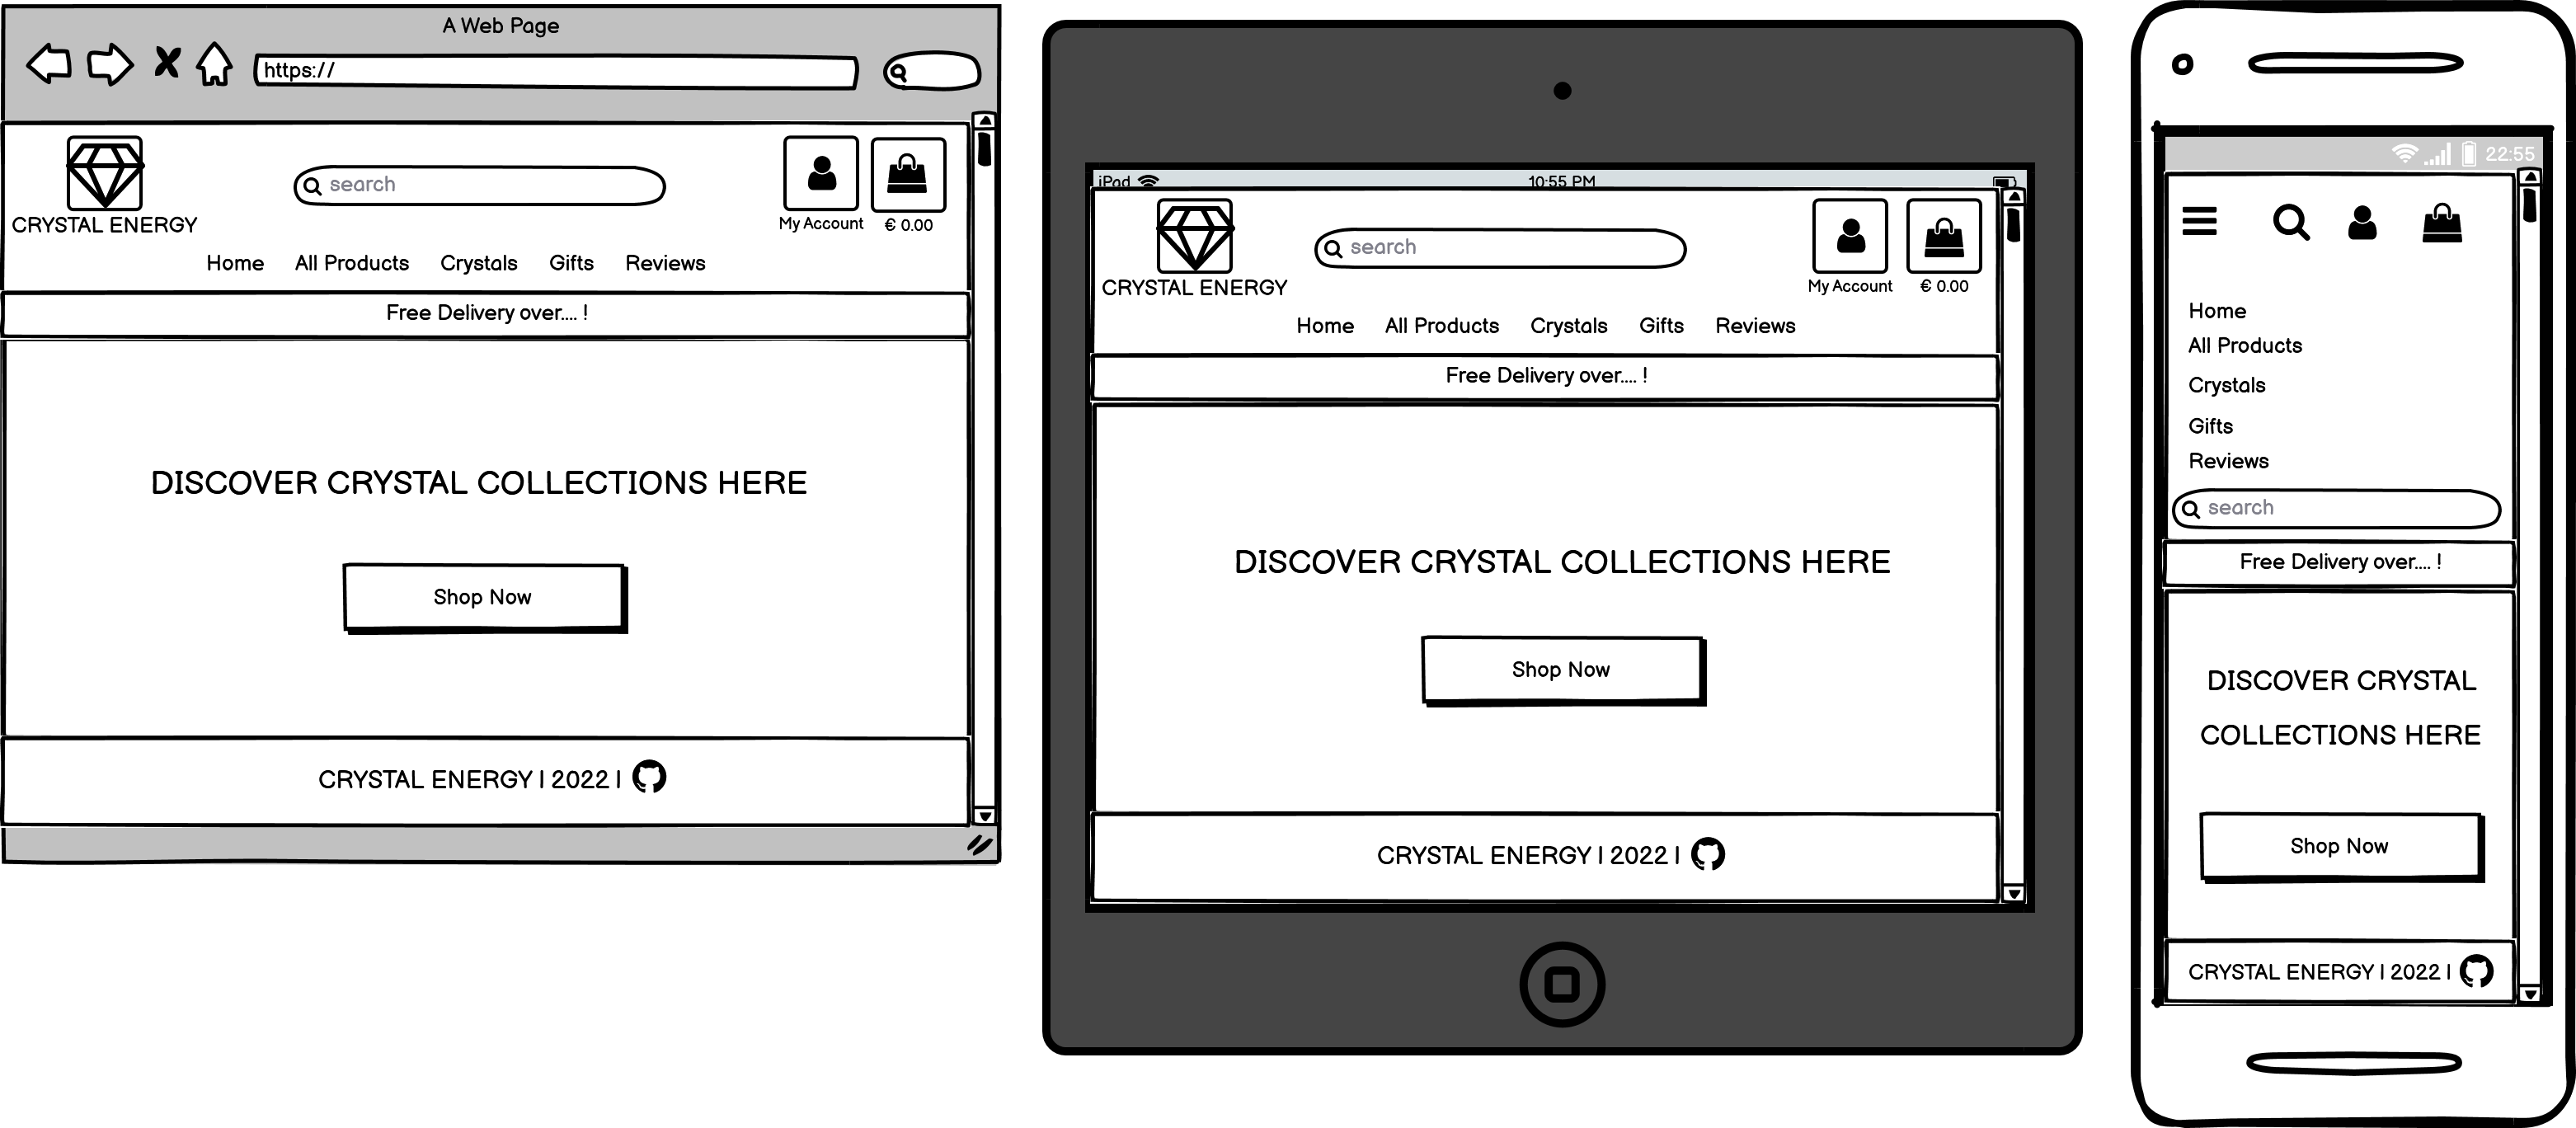 A Web Page
https://
search
CRYSTAL ENERGY
My Account
€ 0.00
Home All Products Crystals Gifts Reviews
Free Delivery over.... !
DISCOVER CRYSTAL COLLECTIONS HERE
Shop Now
CRYSTAL ENERGY | 2022 |
iPad
10:55 PM
search
CRYSTAL ENERGY
My Account
€ 0.00
Home All Products Crystals Gifts Reviews
Free Delivery over.... !
DISCOVER CRYSTAL COLLECTIONS HERE
Shop Now
CRYSTAL ENERGY | 2022 |
22:55
Home
All Products
Crystals
Gifts
Reviews
search
Free Delivery over.... !
DISCOVER CRYSTAL
COLLECTIONS HERE
Shop Now
CRYSTAL ENERGY | 2022 |